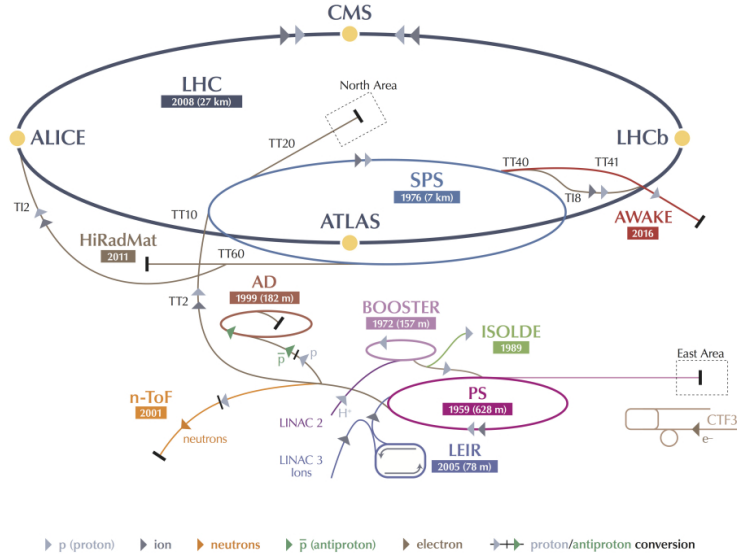 CMS
LHC
2008 (27 km)
North Area
ALICE
TT20
LHCb
TT40
TT41
SPS
1976 (7 km)
TI8
TI2
TT10
ATLAS
AWAKE
2016
HiRadMat
2011
TT60
AD
1999 (182 m)
TT2
BOOSTER
1972 (157 m)
ISOLDE
1989
p
p̅
East Area
n-ToF
2001
PS
1959 (628 m)
H⁺
LINAC 2
neutrons
CTF3
e–
LEIR
2005 (78 m)
LINAC 3
Ions
p (proton)
ion
neutrons
p̅ (antiproton)
electron
proton/antiproton conversion